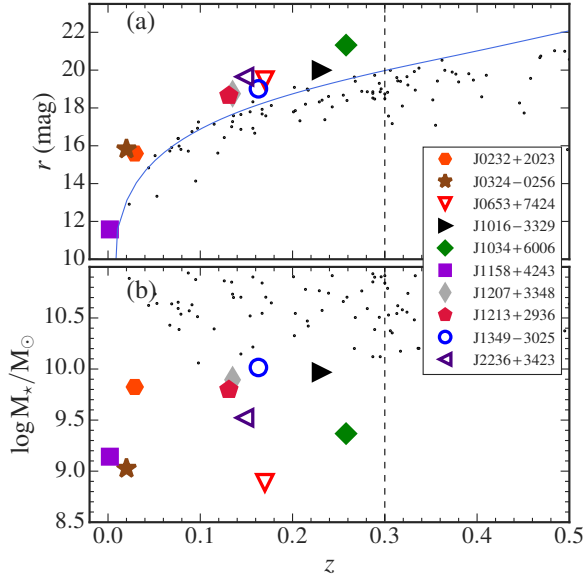 (a)
22
20
18
16
14
12
10
r (mag)
J0232+2023
J0324−0256
J0653+7424
J1016−3329
J1034+6006
J1158+4243
J1207+3348
J1213+2936
J1349−3025
J2236+3423
(b)
10.5
10.0
9.5
9.0
8.5
log M⋆/M⊙
0.0 0.1 0.2 0.3 0.4 0.5
z